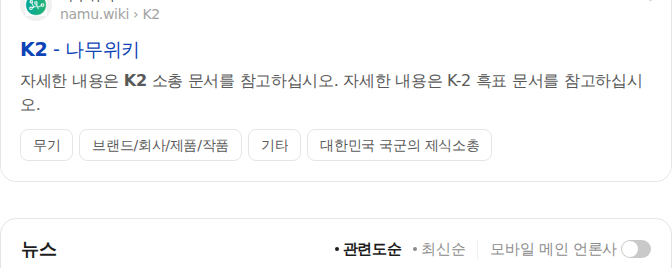 namu.wiki › K2
K2 - 나무위키
자세한 내용은 K2 소총 문서를 참고하십시오. 자세한 내용은 K-2 흑표 문서를 참고하십시
오.
무기 브랜드/회사/제품/작품 기타 대한민국 국군의 제식소총
뉴스 • 관련도순 • 최신순 모바일 메인 언론사